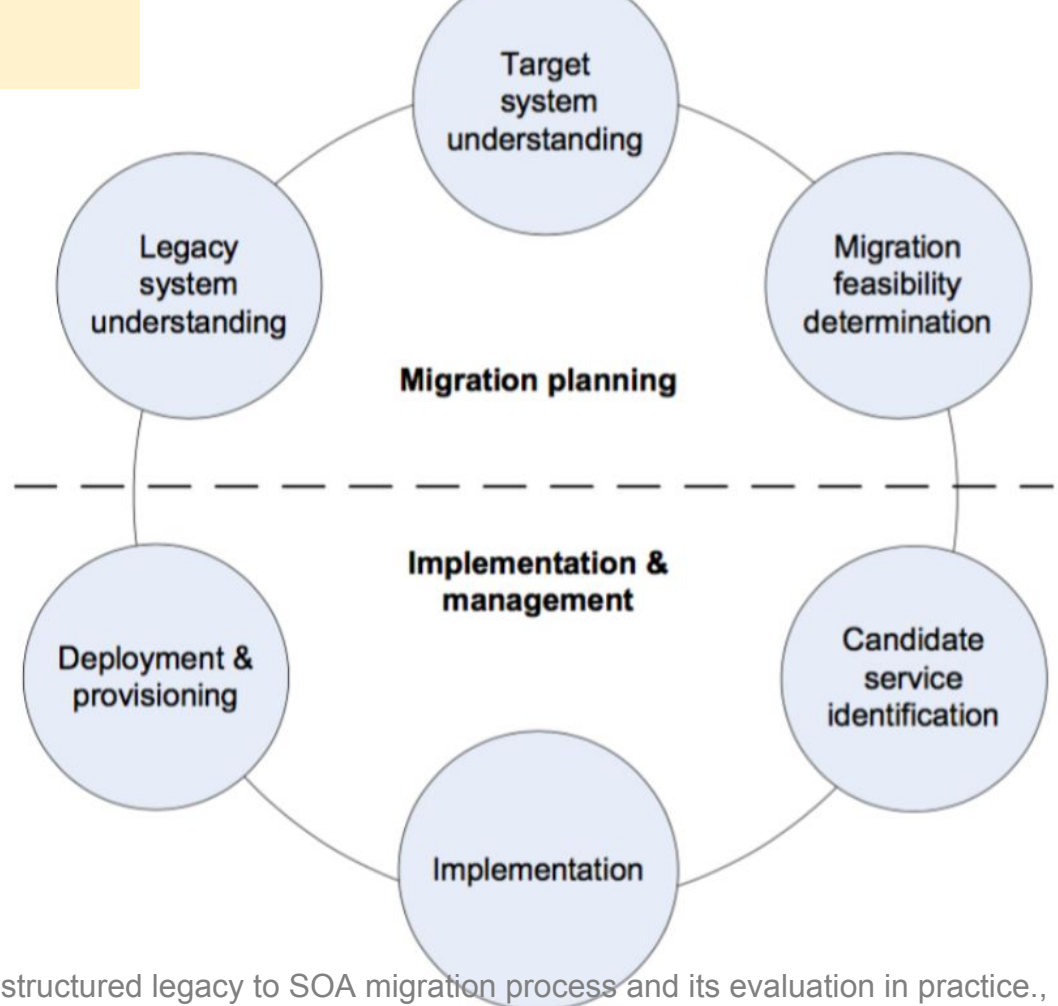 Target
system
understanding
Legacy
system
understanding
Migration
feasibility
determination
Migration planning
Implementation &
management
Deployment &
provisioning
Candidate
service
identification
Implementation
structured legacy to SOA migration process and its evaluation in practice.,